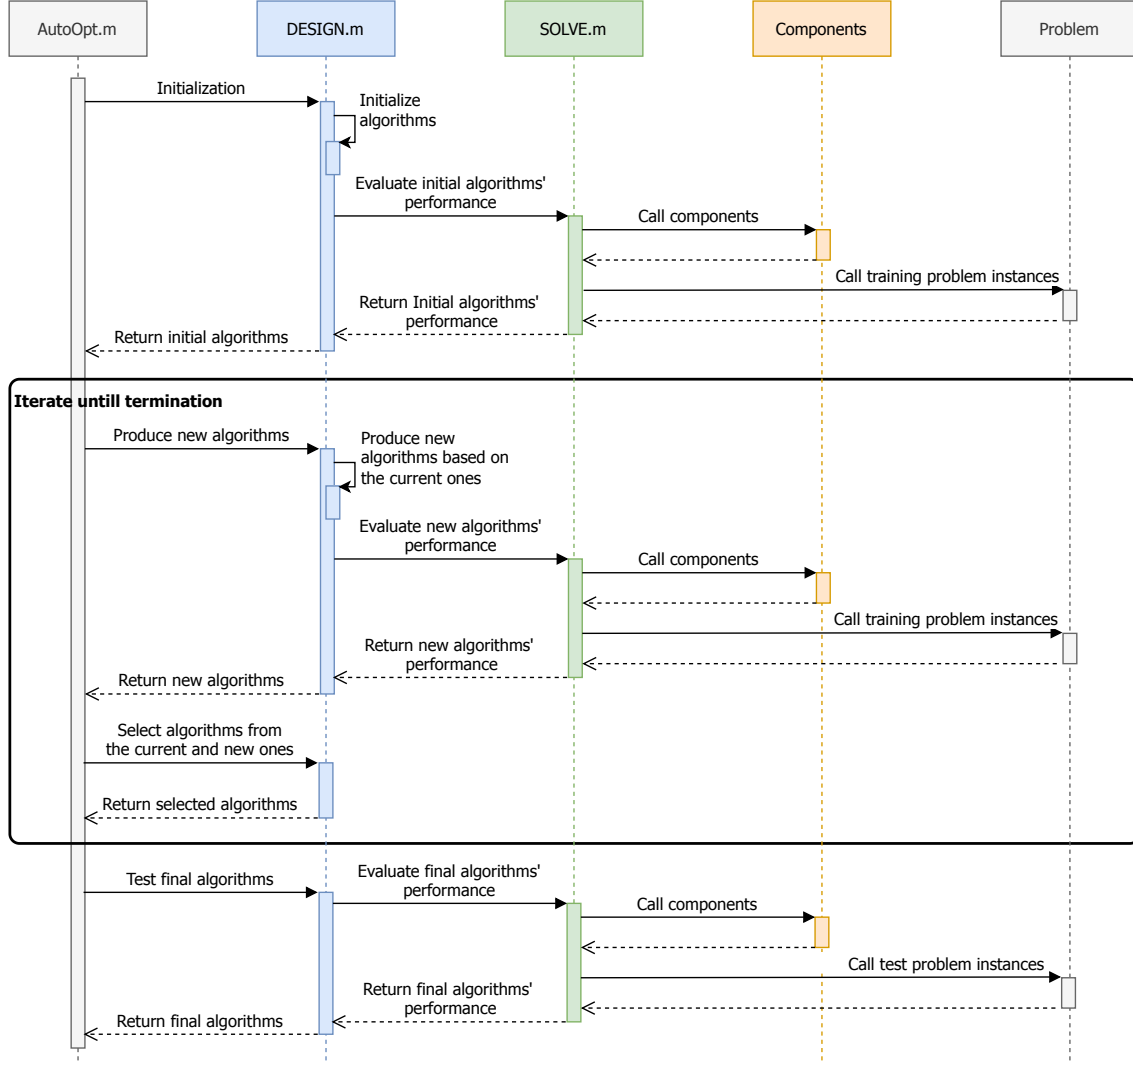 AutoOpt.m
DESIGN.m
SOLVE.m
Components
Problem
Initialization
Initialize
algorithms
Evaluate initial algorithms'
performance
Call components
Call training problem instances
Return Initial algorithms'
performance
Return initial algorithms
Iterate untill termination
Produce new algorithms
Produce new
algorithms based on
the current ones
Evaluate new algorithms'
performance
Call components
Call training problem instances
Return new algorithms'
performance
Return new algorithms
Select algorithms from
the current and new ones
Return selected algorithms
Test final algorithms
Evaluate final algorithms'
performance
Call components
Call test problem instances
Return final algorithms'
performance
Return final algorithms